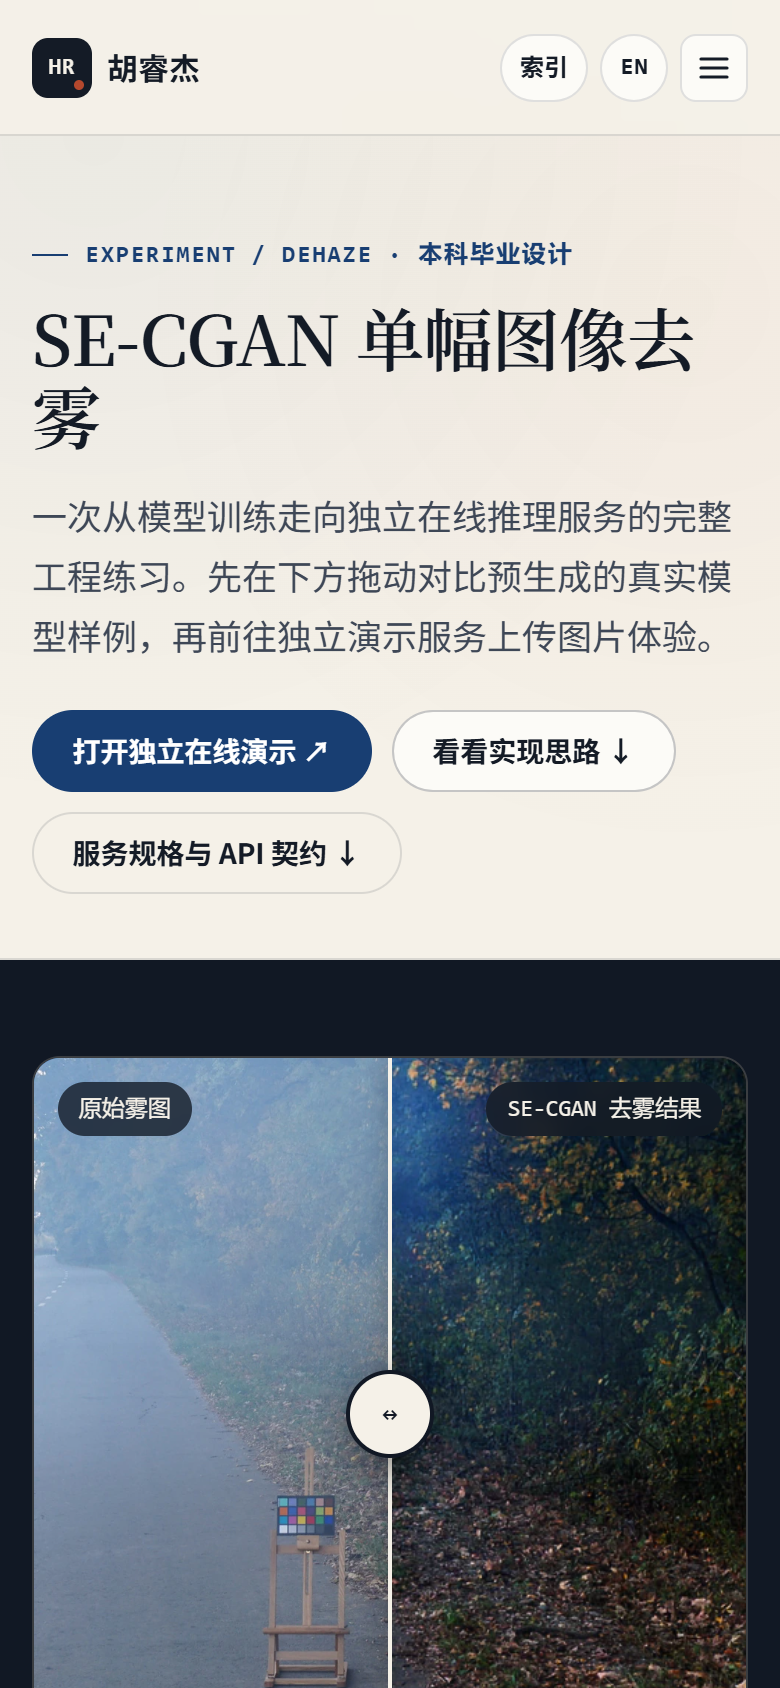 HR 胡睿杰 索引 EN
EXPERIMENT / DEHAZE · 本科毕业设计
SE-CGAN 单幅图像去
雾
一次从模型训练走向独立在线推理服务的完整
工程练习。先在下方拖动对比预生成的真实模
型样例，再前往独立演示服务上传图片体验。
打开独立在线演示 ↗ 看看实现思路 ↓
服务规格与 API 契约 ↓
原始雾图 SE-CGAN 去雾结果